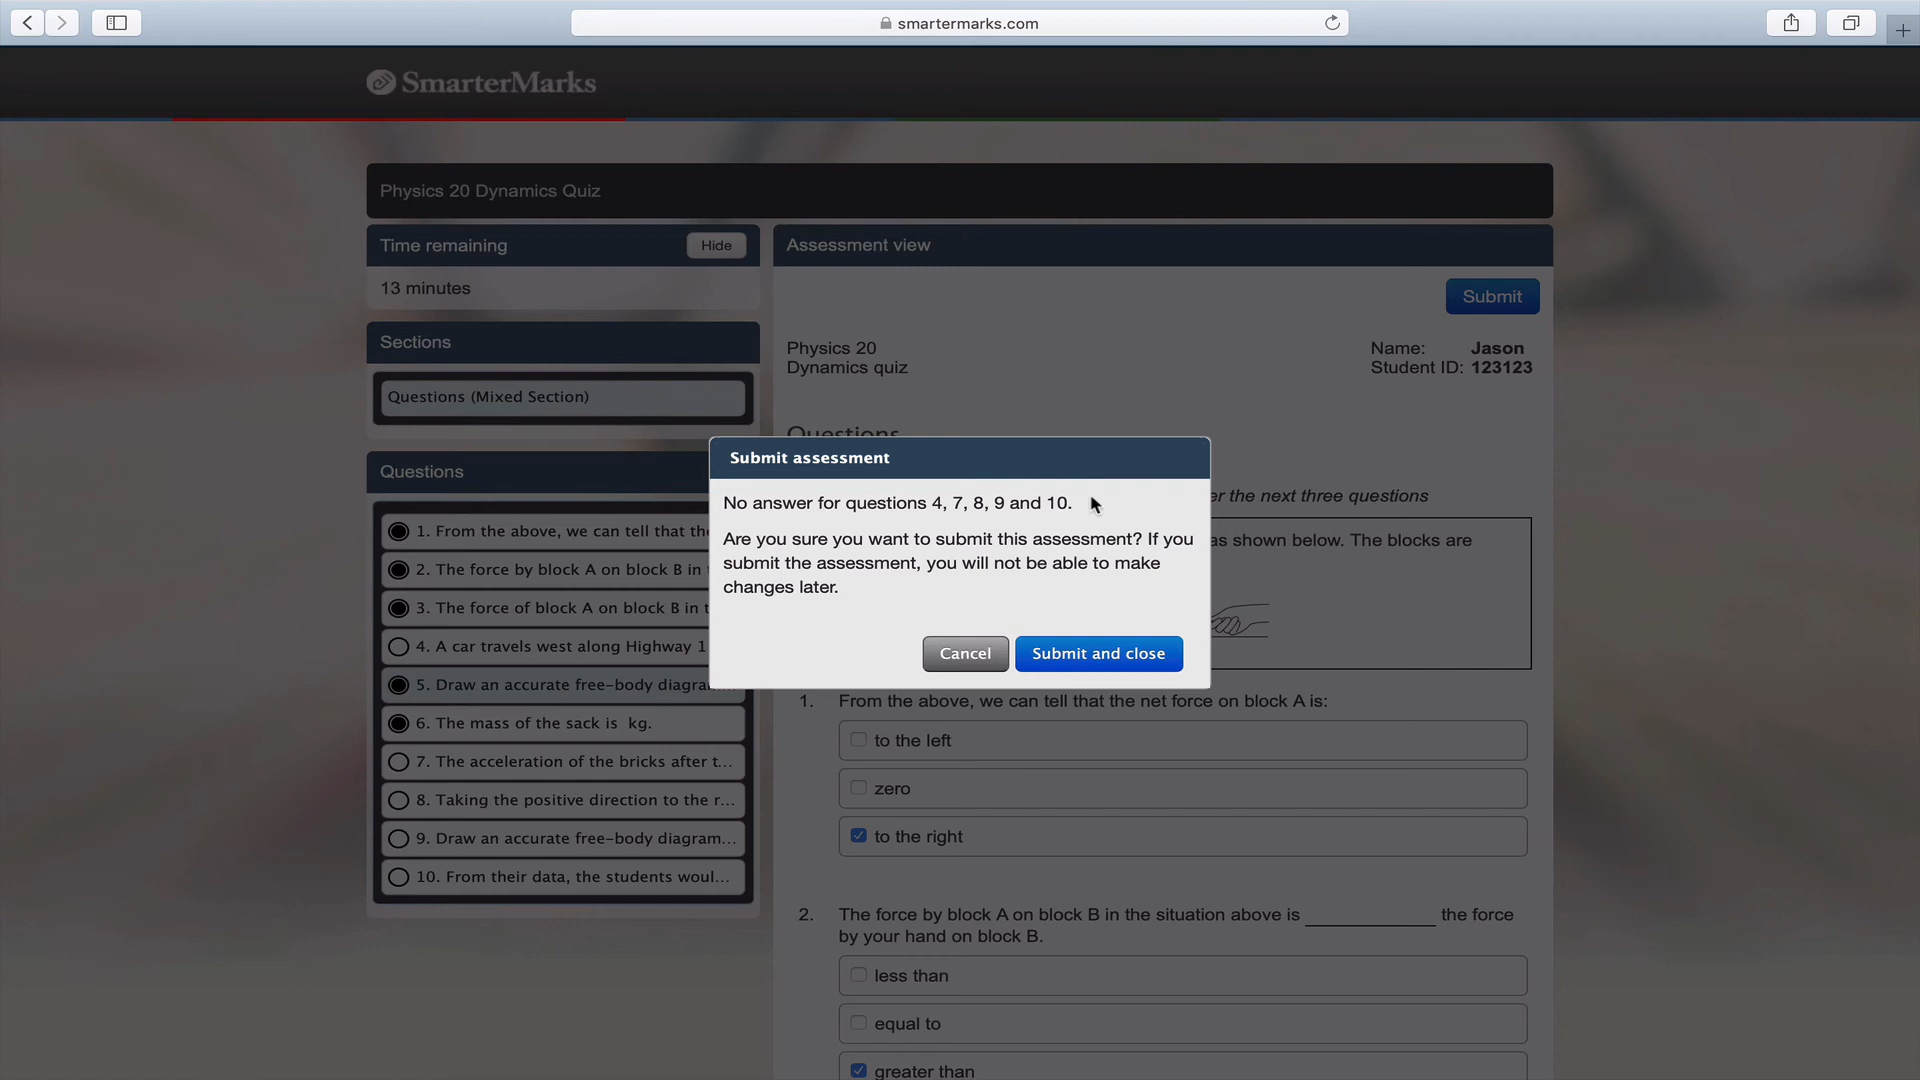 smartermarks.com
SmarterMarks
Physics 20 Dynamics Quiz
Time remaining
Hide
13 minutes
Sections
Questions (Mixed Section)
Questions
1. From the above, we can tell that the
2. The force by block A on block B in
3. The force of block A on block B in
4. A car travels west along Highway 1
5. Draw an accurate free-body diagram...
6. The mass of the sack is kg.
7. The acceleration of the bricks after t...
8. Taking the positive direction to the r...
9. Draw an accurate free-body diagram...
10. From their data, the students woul...
Assessment view
Submit
Physics 20
Dynamics quiz
Name: Jason
Student ID: 123123
Questions
the next three questions
as shown below. The blocks are
Submit assessment
No answer for questions 4, 7, 8, 9 and 10.
Are you sure you want to submit this assessment? If you
submit the assessment, you will not be able to make
changes later.
Cancel
Submit and close
1. From the above, we can tell that the net force on block A is:
to the left
zero
to the right
2. The force by block A on block B in the situation above is ______________ the force
by your hand on block B.
less than
equal to
greater than